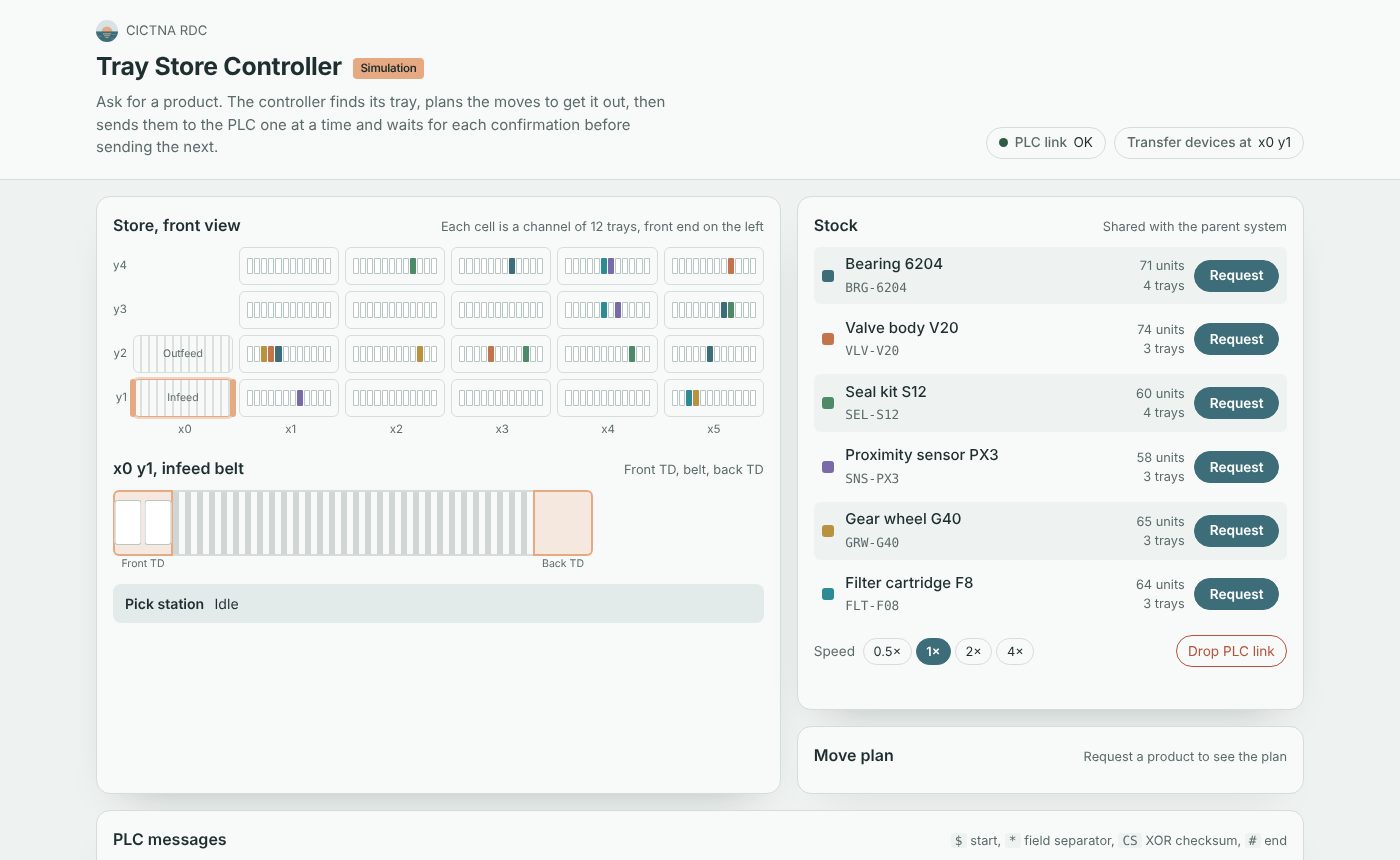 CICTNA RDC
Tray Store Controller Simulation
Ask for a product. The controller finds its tray, plans the moves to get it out, then
sends them to the PLC one at a time and waits for each confirmation before
sending the next.
PLC link OK
Transfer devices at x0 y1
Store, front view
Each cell is a channel of 12 trays, front end on the left
y4
y3
y2 Outfeed
y1 Infeed
x0 x1 x2 x3 x4 x5
x0 y1, infeed belt
Front TD, belt, back TD
Front TD Back TD
Pick station Idle
Stock
Shared with the parent system
Bearing 6204
BRG-6204
71 units
4 trays
Request
Valve body V20
VLV-V20
74 units
3 trays
Request
Seal kit S12
SEL-S12
60 units
4 trays
Request
Proximity sensor PX3
SNS-PX3
58 units
3 trays
Request
Gear wheel G40
GRW-G40
65 units
3 trays
Request
Filter cartridge F8
FLT-F08
64 units
3 trays
Request
Speed 0.5× 1× 2× 4×
Drop PLC link
Move plan
Request a product to see the plan
PLC messages
$ start, * field separator, CS XOR checksum, # end